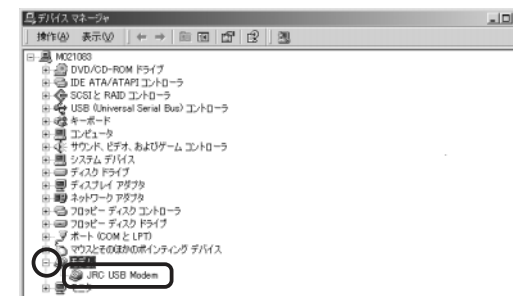 デバイス マネージャ
操作(A) 表示(V)
M021083
DVD/CD-ROM ドライブ
IDE ATA/ATAPI コントローラ
SCSI と RAID コントローラ
USB (Universal Serial Bus) コントローラ
キーボード
コンピュータ
サウンド、ビデオ、およびゲーム コントローラ
システム デバイス
ディスク ドライブ
ディスプレイ アダプタ
ネットワーク アダプタ
フロッピー ディスク コントローラ
フロッピー ディスク ドライブ
ポート (COM と LPT)
マウスとそのほかのポインティング デバイス
モデム
JRC USB Modem
モニタ